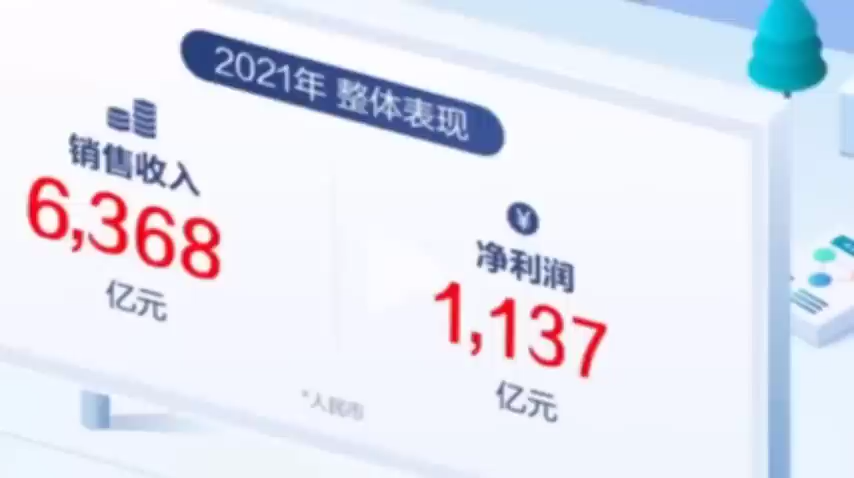 2021年 整体表现
销售收入
6,368
亿元
¥
净利润
1,137
亿元
*人民币